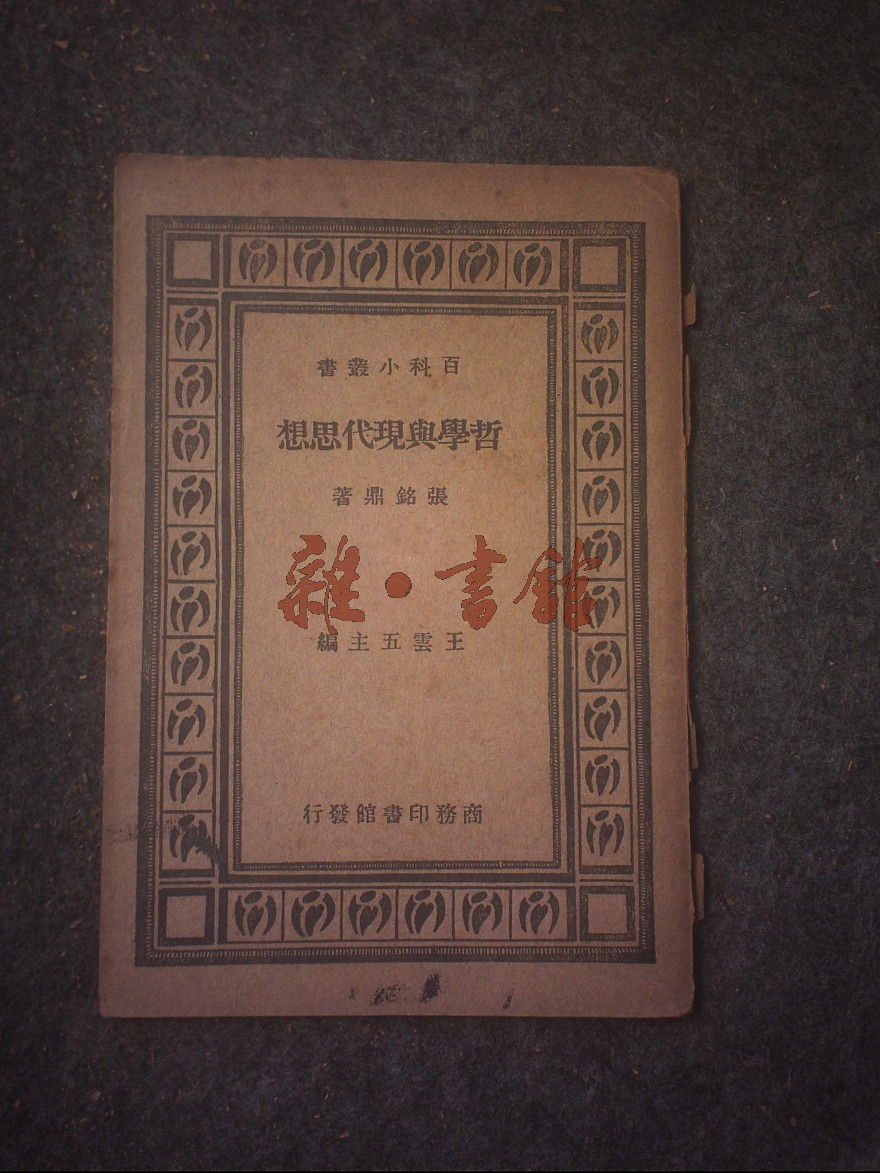 百科小叢書
哲學與現代思想
張銘鼎著
雜·書館
王雲五主編
商務印書館發行